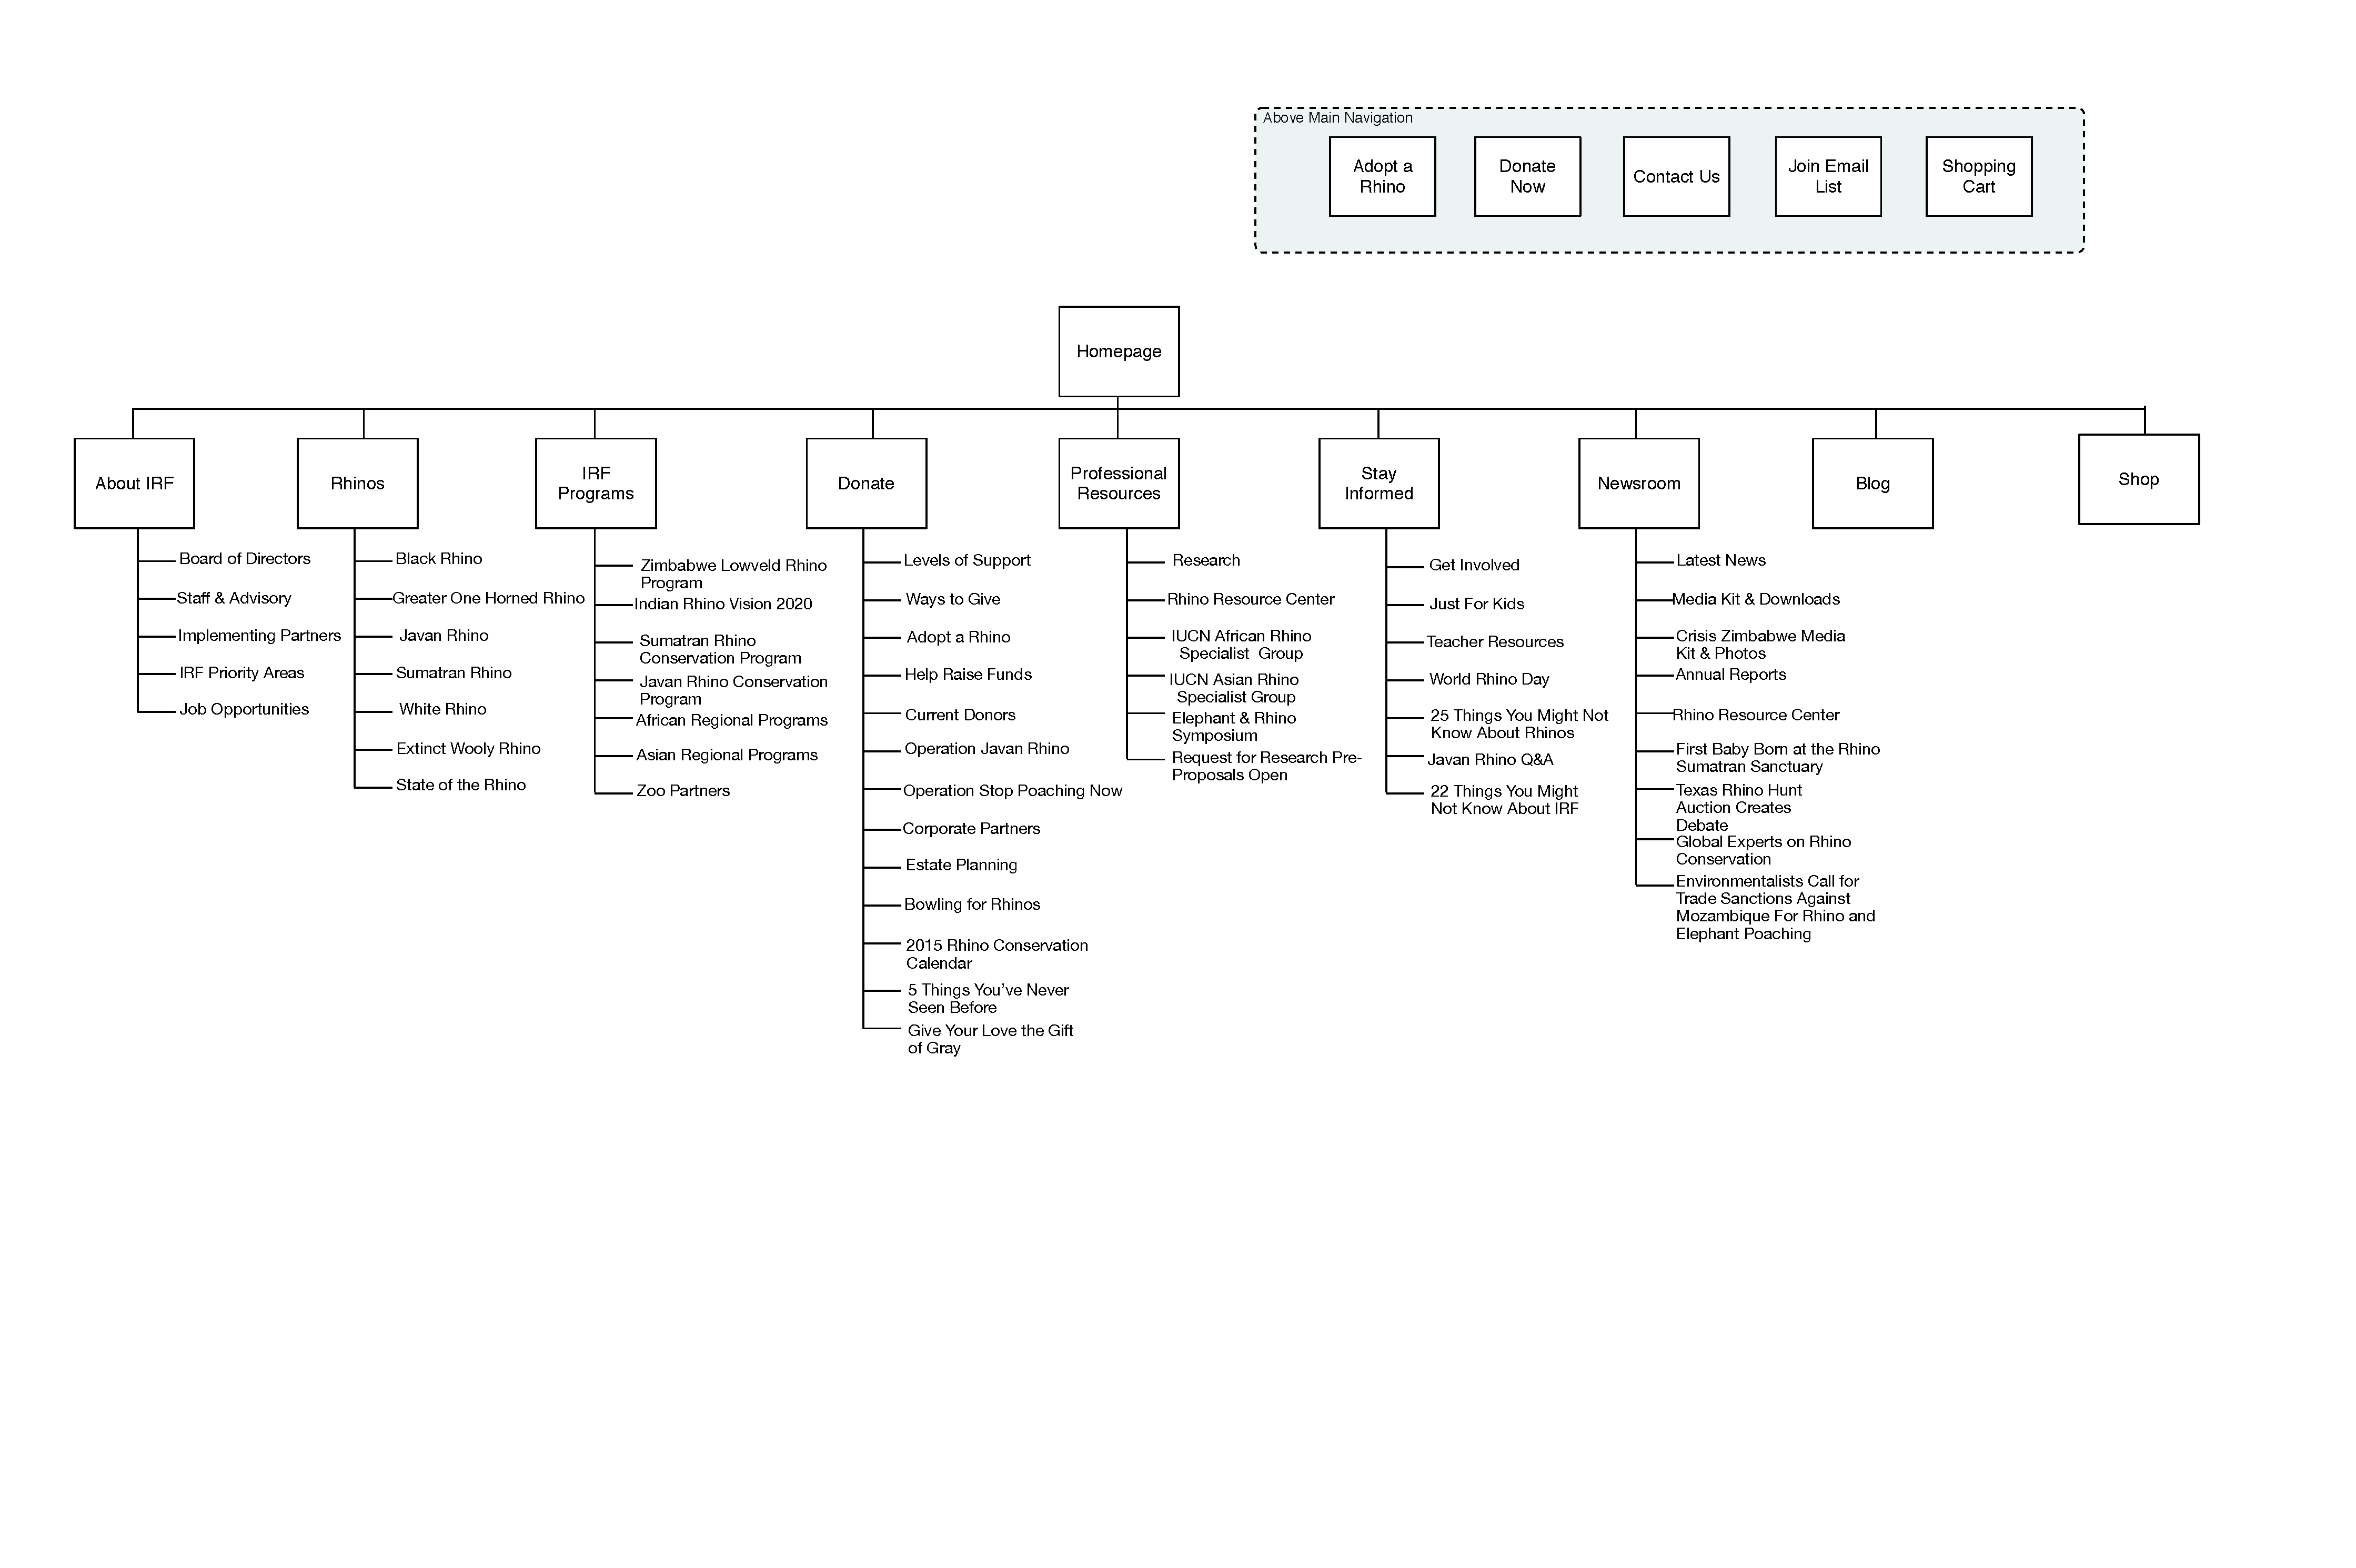 Above Main Navigation
Adopt a
Rhino
Donate
Now
Contact Us
Join Email
List
Shopping
Cart
Homepage
About IRF
Board of Directors
Staff & Advisory
Implementing Partners
IRF Priority Areas
Job Opportunities
Rhinos
Black Rhino
Greater One Horned Rhino
Javan Rhino
Sumatran Rhino
White Rhino
Extinct Wooly Rhino
State of the Rhino
IRF
Programs
Zimbabwe Lowveld Rhino
Program
Indian Rhino Vision 2020
Sumatran Rhino
Conservation Program
Javan Rhino Conservation
Program
African Regional Programs
Asian Regional Programs
Zoo Partners
Donate
Levels of Support
Ways to Give
Adopt a Rhino
Help Raise Funds
Current Donors
Operation Javan Rhino
Operation Stop Poaching Now
Corporate Partners
Estate Planning
Bowling for Rhinos
2015 Rhino Conservation
Calendar
5 Things You’ve Never
Seen Before
Give Your Love the Gift
of Gray
Professional
Resources
Research
Rhino Resource Center
IUCN African Rhino
Specialist Group
IUCN Asian Rhino
Specialist Group
Elephant & Rhino
Symposium
Request for Research Pre-
Proposals Open
Stay
Informed
Get Involved
Just For Kids
Teacher Resources
World Rhino Day
25 Things You Might Not
Know About Rhinos
Javan Rhino Q&A
22 Things You Might
Not Know About IRF
Newsroom
Latest News
Media Kit & Downloads
Crisis Zimbabwe Media
Kit & Photos
Annual Reports
Rhino Resource Center
First Baby Born at the Rhino
Sumatran Sanctuary
Texas Rhino Hunt
Auction Creates
Debate
Global Experts on Rhino
Conservation
Environmentalists Call for
Trade Sanctions Against
Mozambique For Rhino and
Elephant Poaching
Blog
Shop